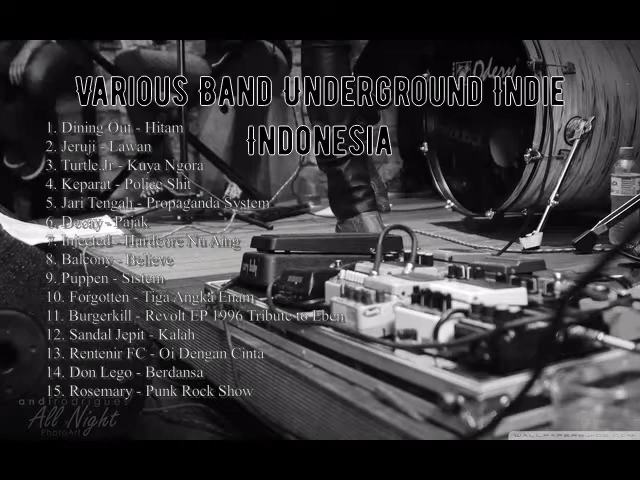 Various Band Underground Indie
Indonesia
1. Dining Out - Hitam
2. Jeruji - Lawan
3. Turtle.Jr - Kuya Ngora
4. Keparat - Police Shit
5. Jari Tengah - Propaganda System
6. Decay - Pajak
7. Injected - Hardcore Nu Aing
8. Balcony - Believe
9. Puppen - Sistem
10. Forgotten - Tiga Angka Enam
11. Burgerkill - Revolt EP 1996 Tribute to Eben
12. Sandal Jepit - Kalah
13. Rentenir FC - Oi Dengan Cinta
14. Don Lego - Berdansa
15. Rosemary - Punk Rock Show
andirodrigues
All Night
PhotoArt